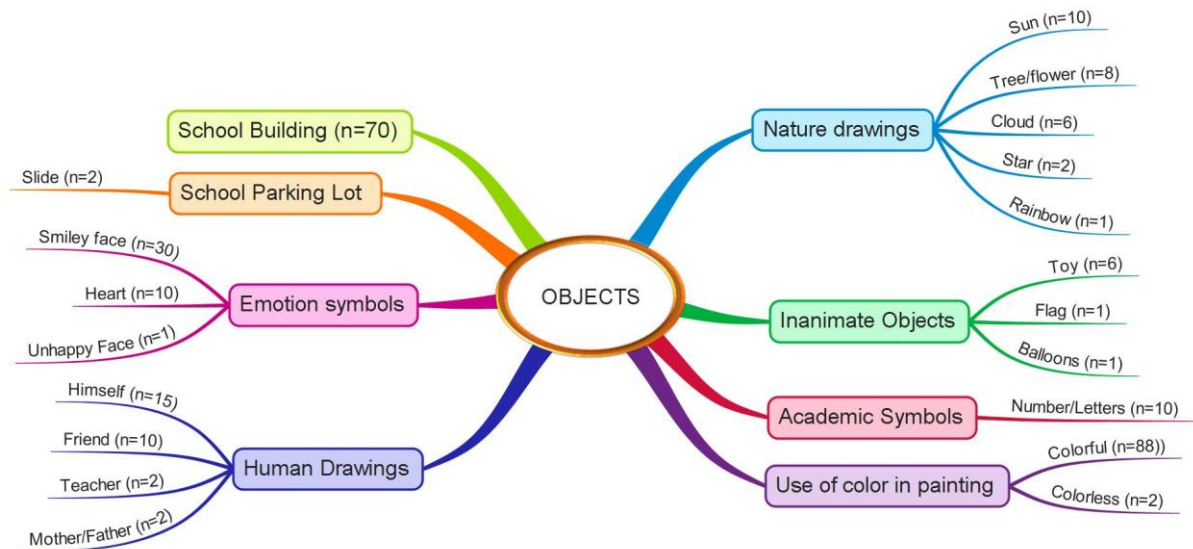 OBJECTS
School Building (n=70)
School Parking Lot
Slide (n=2)
Emotion symbols
Smiley face (n=30)
Heart (n=10)
Unhappy Face (n=1)
Human Drawings
Himself (n=15)
Friend (n=10)
Teacher (n=2)
Mother/Father (n=2)
Nature drawings
Sun (n=10)
Tree/flower (n=8)
Cloud (n=6)
Star (n=2)
Rainbow (n=1)
Inanimate Objects
Toy (n=6)
Flag (n=1)
Balloons (n=1)
Academic Symbols
Number/Letters (n=10)
Use of color in painting
Colorful (n=88))
Colorless (n=2)